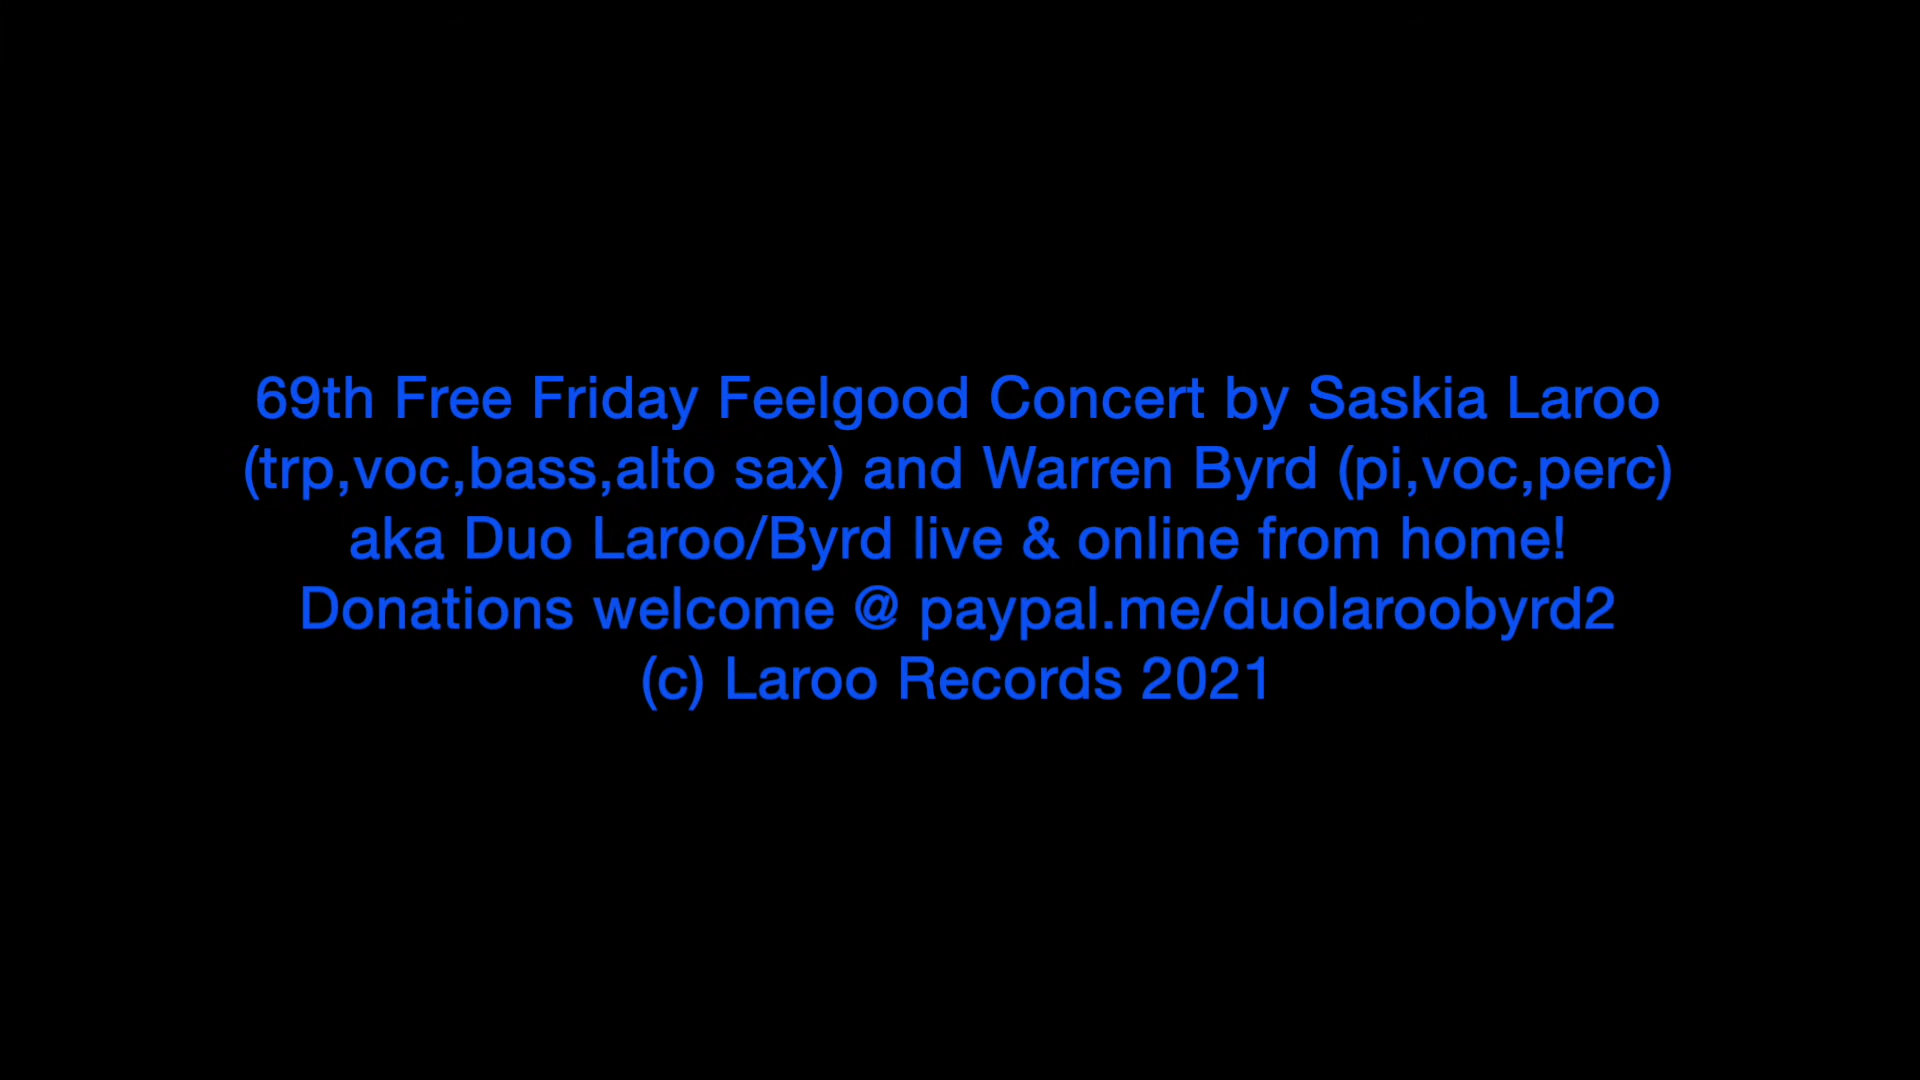 69th Free Friday Feelgood Concert by Saskia Laroo
(trp,voc,bass,alto sax) and Warren Byrd (pi,voc,perc)
aka Duo Laroo/Byrd live & online from home!
Donations welcome @ paypal.me/duolaroobyrd2
(c) Laroo Records 2021